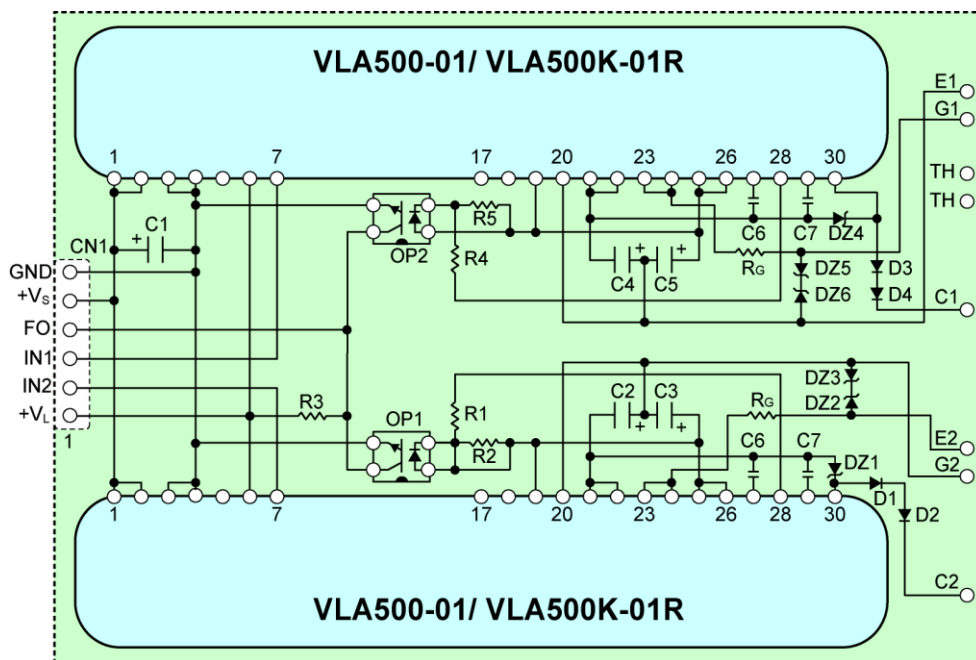 VLA500-01/ VLA500K-01R
1 7 17 20 23 26 28 30
E1
G1
TH
TH
C1
CN1
+ C1
GND
+VS
FO
IN1
IN2
+VL
1
OP2
R5
R4
C4 + C5 +
RG
C6 C7 DZ4
DZ5
DZ6
D3
D4
R3
OP1
R1
R2
C2 + C3 +
RG
DZ3
DZ2
C6 C7 DZ1
D1
D2
E2
G2
C2
1 7 17 20 23 26 28 30
VLA500-01/ VLA500K-01R